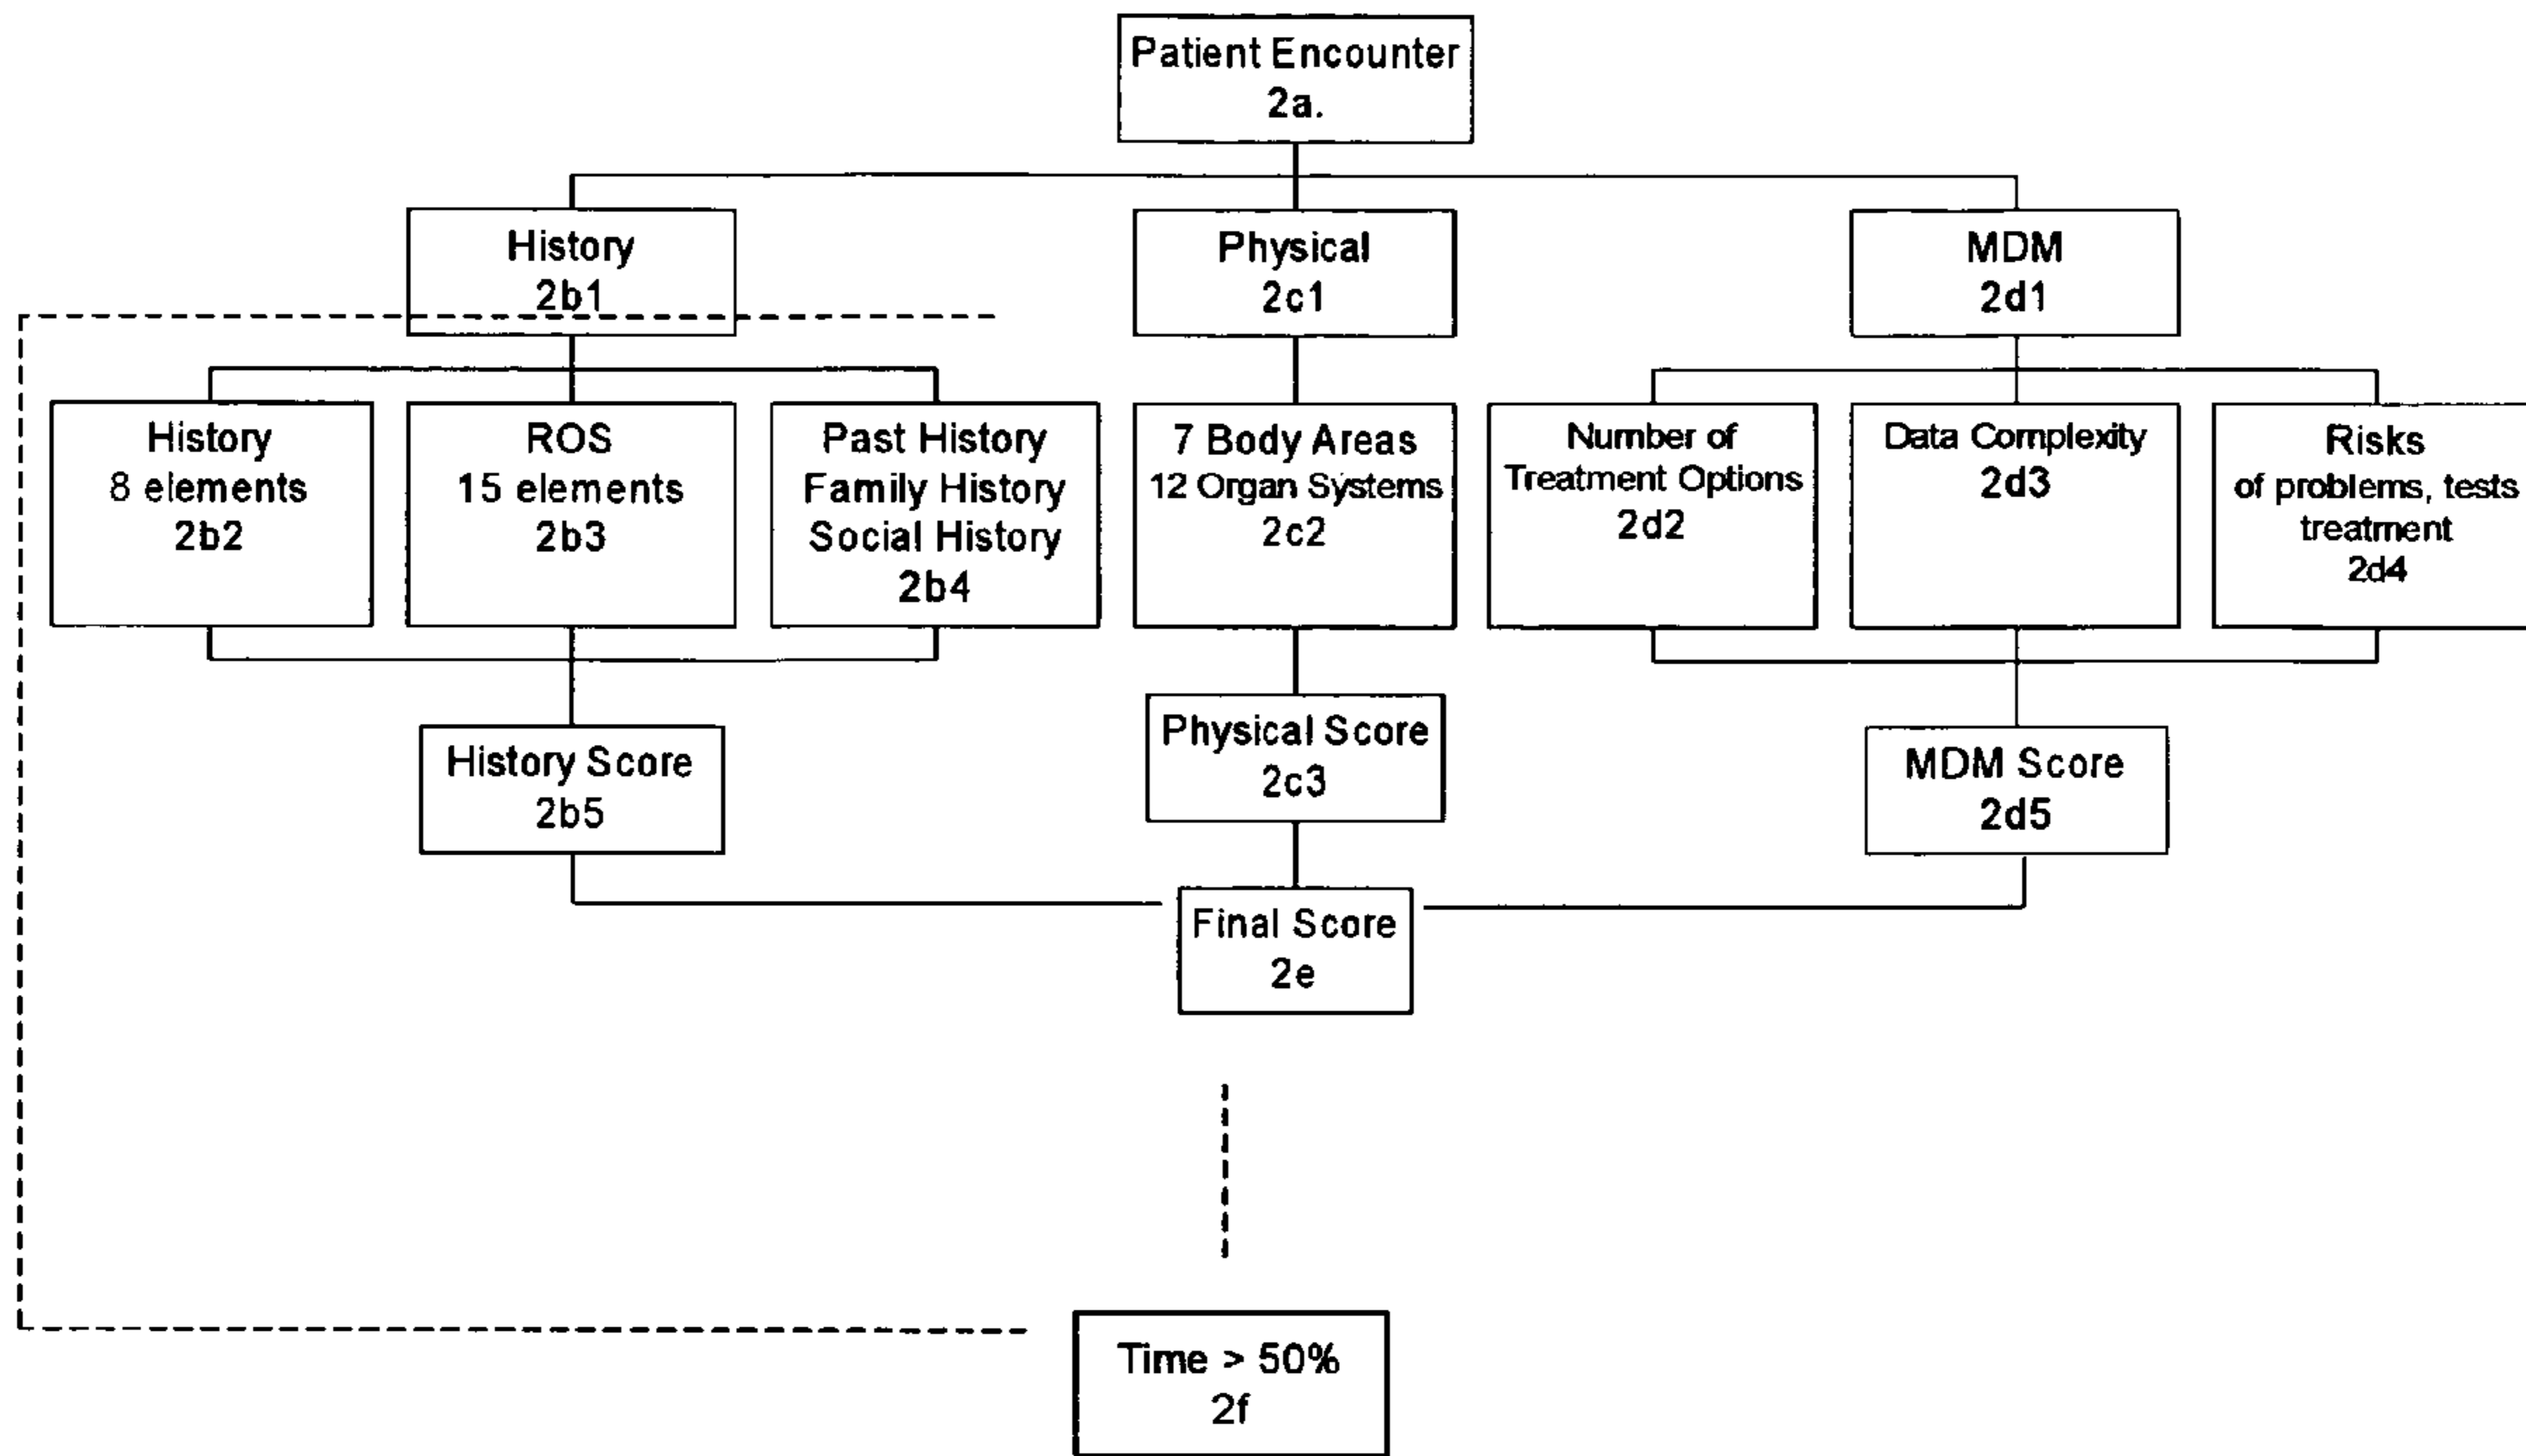 Patient Encounter
2a.
History
2b1
Physical
2c1
MDM
2d1
History
8 elements
2b2
ROS
15 elements
2b3
Past History
Family History
Social History
2b4
7 Body Areas
12 Organ Systems
2c2
Number of
Treatment Options
2d2
Data Complexity
2d3
Risks
of problems, tests
treatment
2d4
History Score
2b5
Physical Score
2c3
MDM Score
2d5
Final Score
2e
Time > 50%
2f